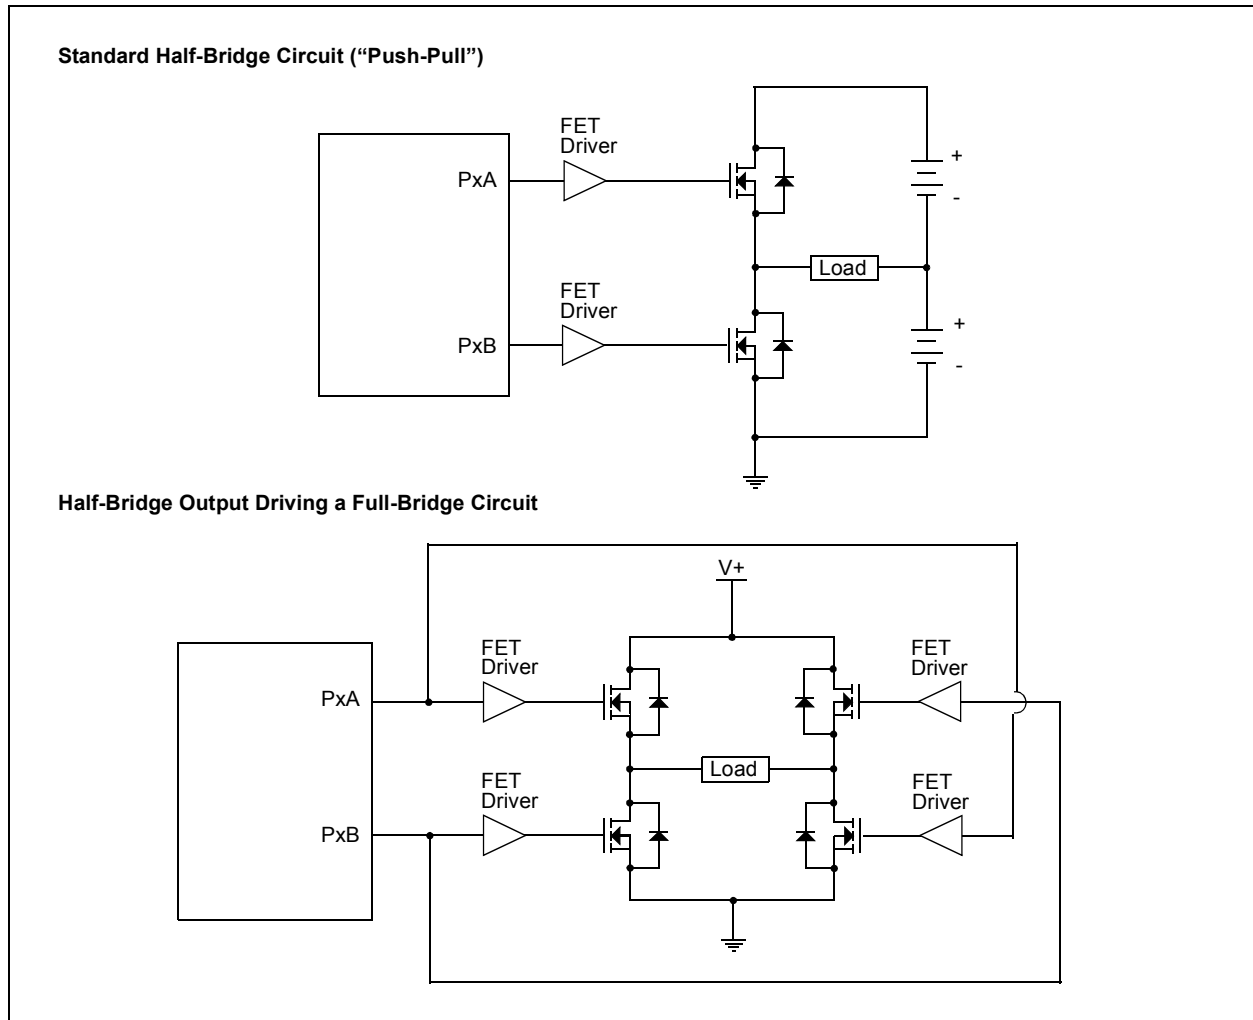 Standard Half-Bridge Circuit (“Push-Pull”)
FET
Driver
PxA
+
-
Load
FET
Driver
PxB
+
-
Half-Bridge Output Driving a Full-Bridge Circuit
V+
FET
Driver
FET
Driver
PxA
Load
FET
Driver
FET
Driver
PxB